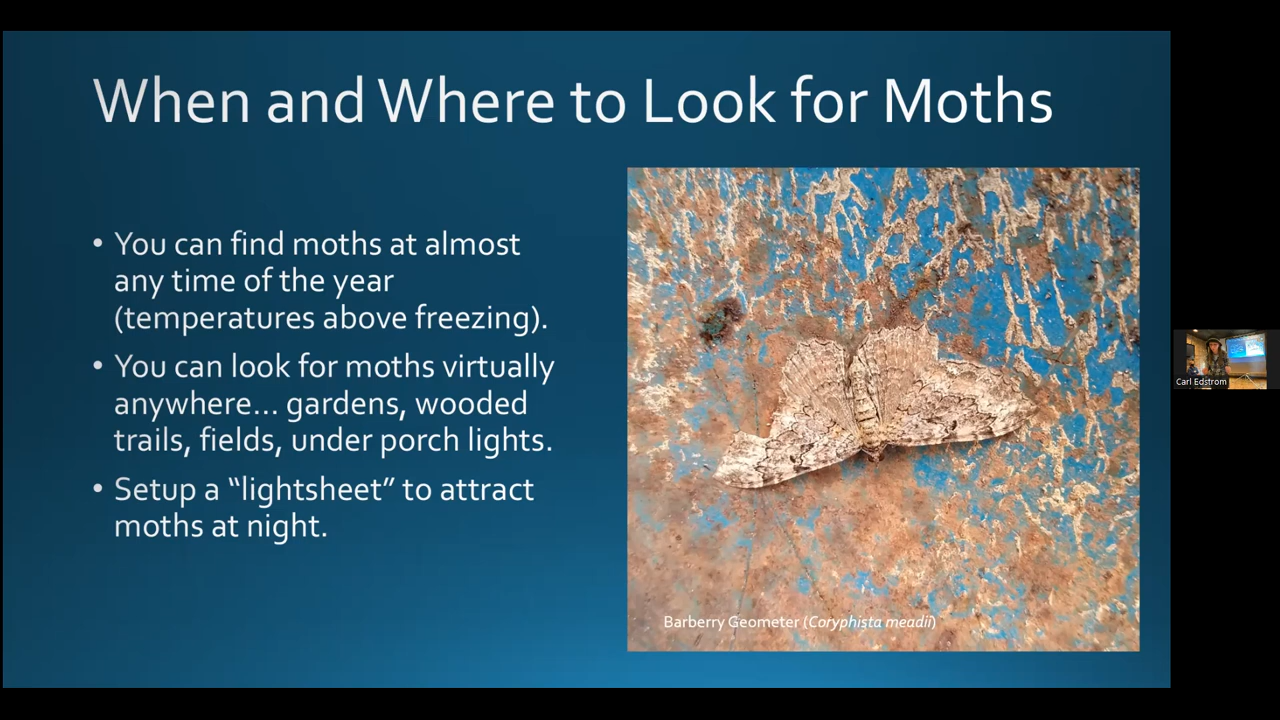 When and Where to Look for Moths
• You can find moths at almost
any time of the year
(temperatures above freezing).
• You can look for moths virtually
anywhere... gardens, wooded
trails, fields, under porch lights.
• Setup a “lightsheet” to attract
moths at night.
Barberry Geometer (Coryphista meadii)
Carl Edstrom